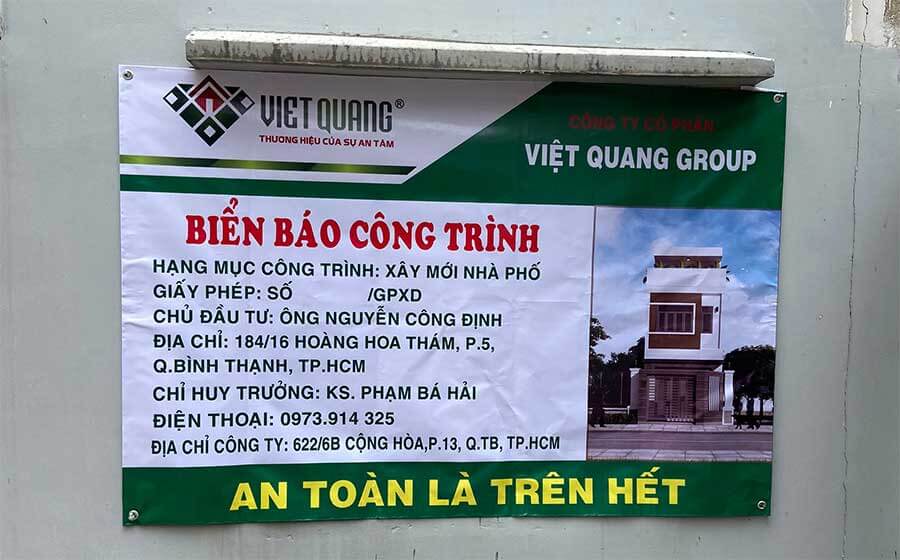 VIỆT QUANG®
THƯƠNG HIỆU CỦA SỰ AN TÂM
CÔNG TY CỔ PHẦN
VIỆT QUANG GROUP
BIỂN BÁO CÔNG TRÌNH
HẠNG MỤC CÔNG TRÌNH: XÂY MỚI NHÀ PHỐ
GIẤY PHÉP: SỐ /GPXD
CHỦ ĐẦU TƯ: ÔNG NGUYỄN CÔNG ĐỊNH
ĐỊA CHỈ: 184/16 HOÀNG HOA THÁM, P.5,
Q.BÌNH THẠNH, TP.HCM
CHỈ HUY TRƯỞNG: KS. PHẠM BÁ HẢI
ĐIỆN THOẠI: 0973.914 325
ĐỊA CHỈ CÔNG TY: 622/6B CỘNG HÒA,P.13, Q.TB, TP.HCM
AN TOÀN LÀ TRÊN HẾT